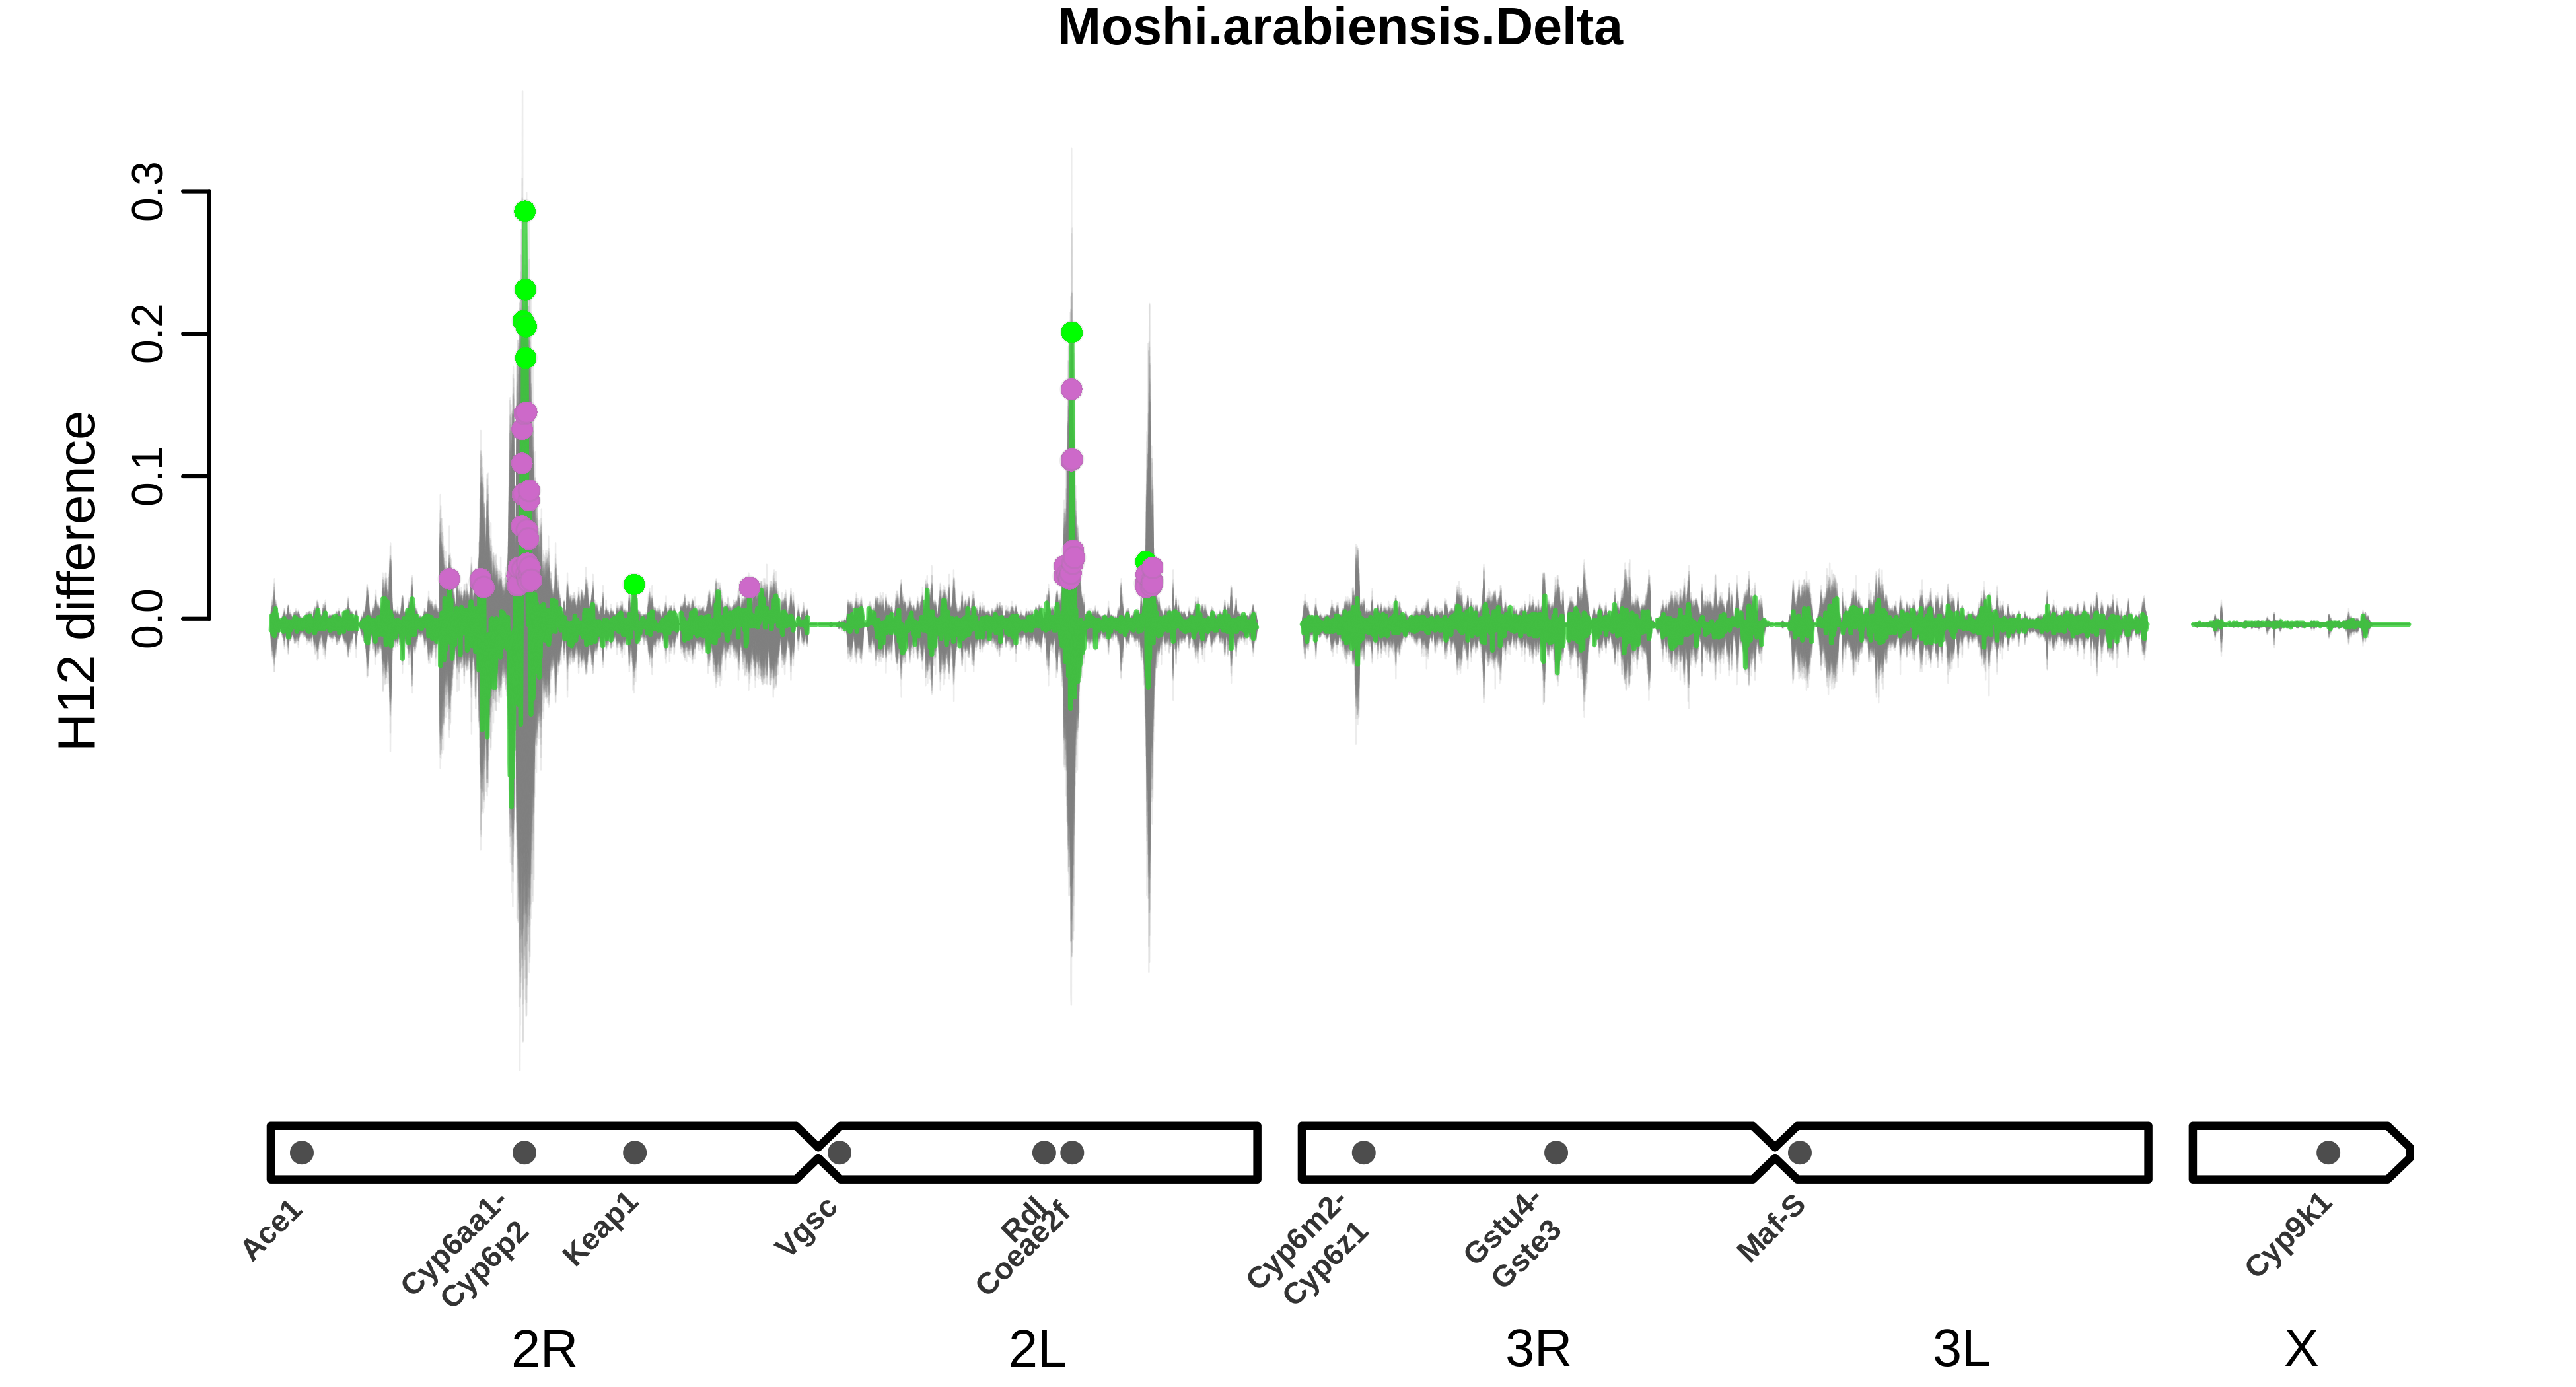 Moshi.arabiensis.Delta
H12 difference
0.3
0.2
0.1
0.0
Ace1
Cyp6aa1-
Cyp6p2
Keap1
Vgsc
Rdl
Coeae2f
Cyp6m2-
Cyp6z1
Gstu4-
Gste3
Maf-S
Cyp9k1
2R
2L
3R
3L
X